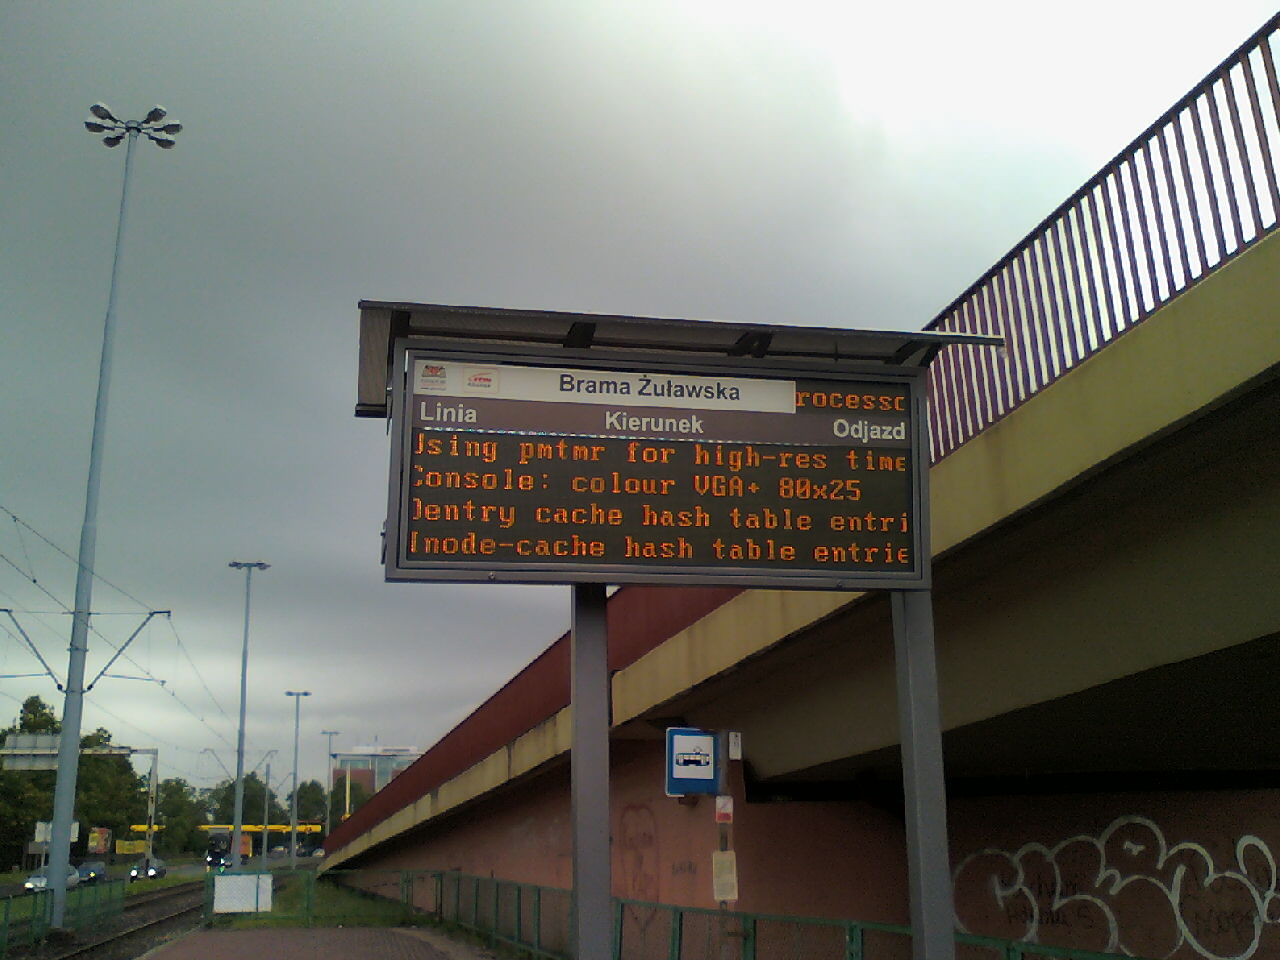 Brama Żuławska
rocesso
Linia Kierunek Odjazd
Using pmtmr for high-res time
Console: colour VGA+ 80x25
Dentry cache hash table entri
Inode-cache hash table entrie